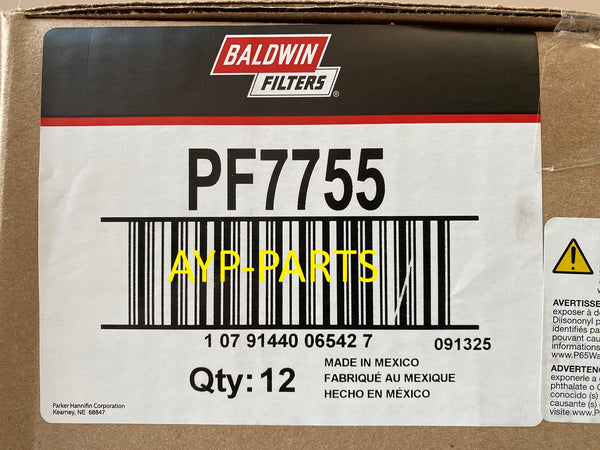 BALDWIN
FILTERS®
PF7755
AYP-PARTS
1 07 91440 06542 7
091325
Qty: 12
MADE IN MEXICO
FABRIQUÉ AU MEXIQUE
HECHO EN MÉXICO
Parker Hannifin Corporation
Kearney, NE 68847
AVERTISSE
exposer à d
Diisononyl p
identifiés pa
pouvant cau
informations
www.P65Wa
ADVERTENC
exponerle a
phthalate o
conocido (s)
causante (s)
visite www.P